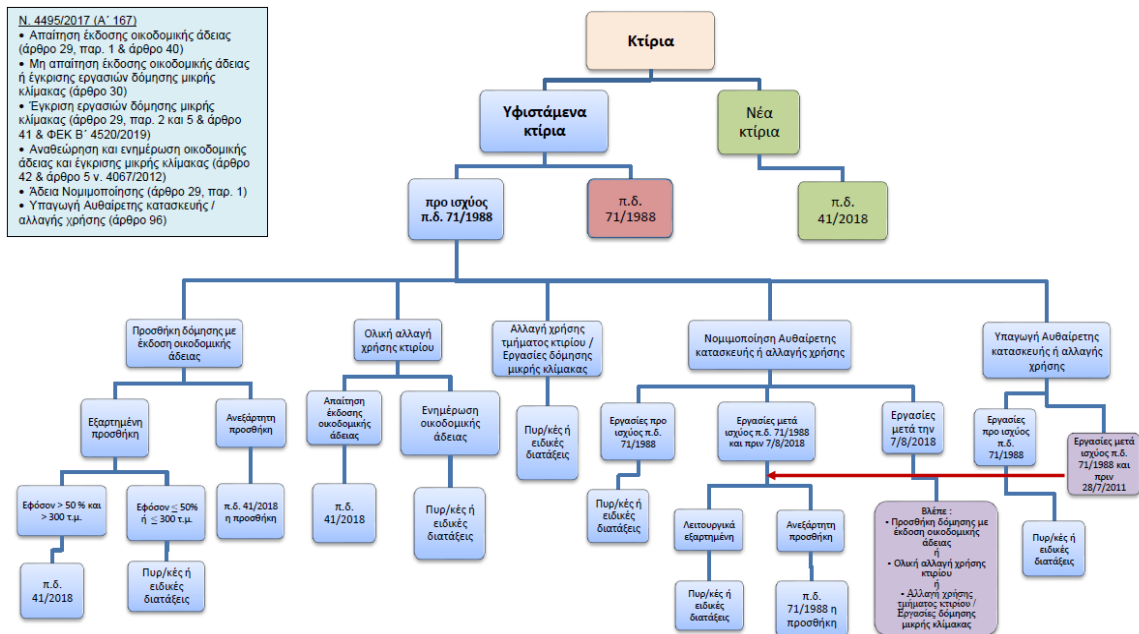 Ν. 4495/2017 (Α΄ 167)
• Απαίτηση έκδοσης οικοδομικής άδειας
(άρθρο 29, παρ. 1 & άρθρο 40)
• Μη απαίτηση έκδοσης οικοδομικής άδειας
ή έγκρισης εργασιών δόμησης μικρής
κλίμακας (άρθρο 30)
• Έγκριση εργασιών δόμησης μικρής
κλίμακας (άρθρο 29, παρ. 2 και 5 & άρθρο
41 & ΦΕΚ Β΄ 4520/2019)
• Αναθεώρηση και ενημέρωση οικοδομικής
άδειας και έγκρισης μικρής κλίμακας (άρθρο
42 & άρθρο 5 ν. 4067/2012)
• Άδεια Νομιμοποίησης (άρθρο 29, παρ. 1)
• Υπαγωγή Αυθαίρετης κατασκευής /
αλλαγής χρήσης (άρθρο 96)
Κτίρια
Υφιστάμενα
κτίρια
Νέα
κτίρια
προ ισχύος
π.δ. 71/1988
π.δ.
71/1988
π.δ.
41/2018
Προσθήκη δόμησης με
έκδοση οικοδομικής
άδειας
Ολική αλλαγή
χρήσης κτιρίου
Αλλαγή χρήσης
τμήματος κτιρίου /
Εργασίες δόμησης
μικρής κλίμακας
Νομιμοποίηση Αυθαίρετης
κατασκευής ή αλλαγής χρήσης
Υπαγωγή Αυθαίρετης
κατασκευής ή αλλαγής
χρήσης
Εξαρτημένη
προσθήκη
Ανεξάρτητη
προσθήκη
Απαίτηση
έκδοσης
οικοδομικής
άδειας
Ενημέρωση
οικοδομικής
άδειας
Πυρ/κές ή
ειδικές
διατάξεις
Εργασίες προ
ισχύος π.δ.
71/1988
Εργασίες μετά
ισχύος π.δ. 71/1988
και πριν 7/8/2018
Εργασίες
μετά την
7/8/2018
Εργασίες
προ ισχύος
π.δ.
71/1988
Εργασίες μετά
ισχύος π.δ.
71/1988 και
πριν
28/7/2011
Εφόσον > 50 % και
> 300 τ.μ.
Εφόσον ≤ 50%
ή ≤ 300 τ.μ.
π.δ. 41/2018
η προσθήκη
π.δ.
41/2018
Πυρ/κές ή
ειδικές
διατάξεις
Πυρ/κές ή
ειδικές
διατάξεις
Λειτουργικά
εξαρτημένη
Ανεξάρτητη
προσθήκη
Βλέπε :
• Προσθήκη δόμησης με
έκδοση οικοδομικής
άδειας
ή
• Ολική αλλαγή χρήσης
κτιρίου
ή
• Αλλαγή χρήσης
τμήματος κτιρίου /
Εργασίες δόμησης
μικρής κλίμακας
Πυρ/κές ή
ειδικές
διατάξεις
π.δ.
41/2018
Πυρ/κές ή
ειδικές
διατάξεις
Πυρ/κές ή
ειδικές
διατάξεις
π.δ.
71/1988 η
προσθήκη